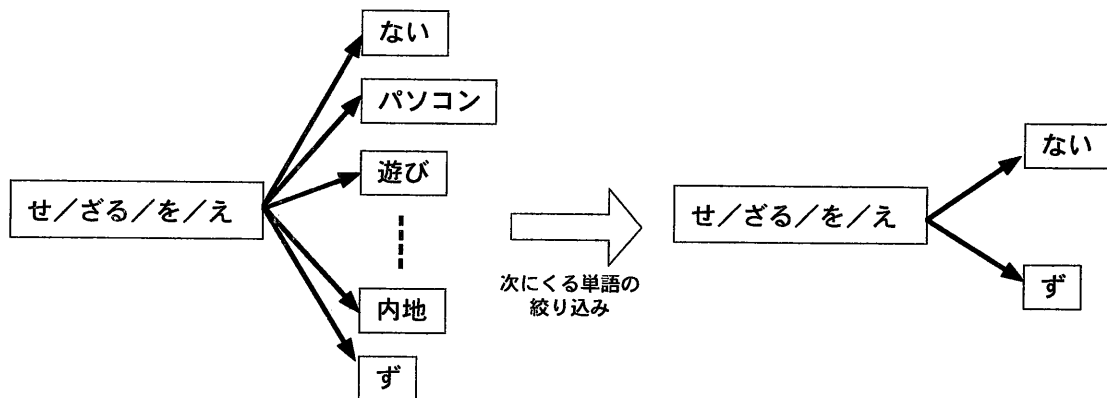 ない
パソコン
遊び
せ／ざる／を／え
内地
ず
次にくる単語の
絞り込み
せ／ざる／を／え
ない
ず